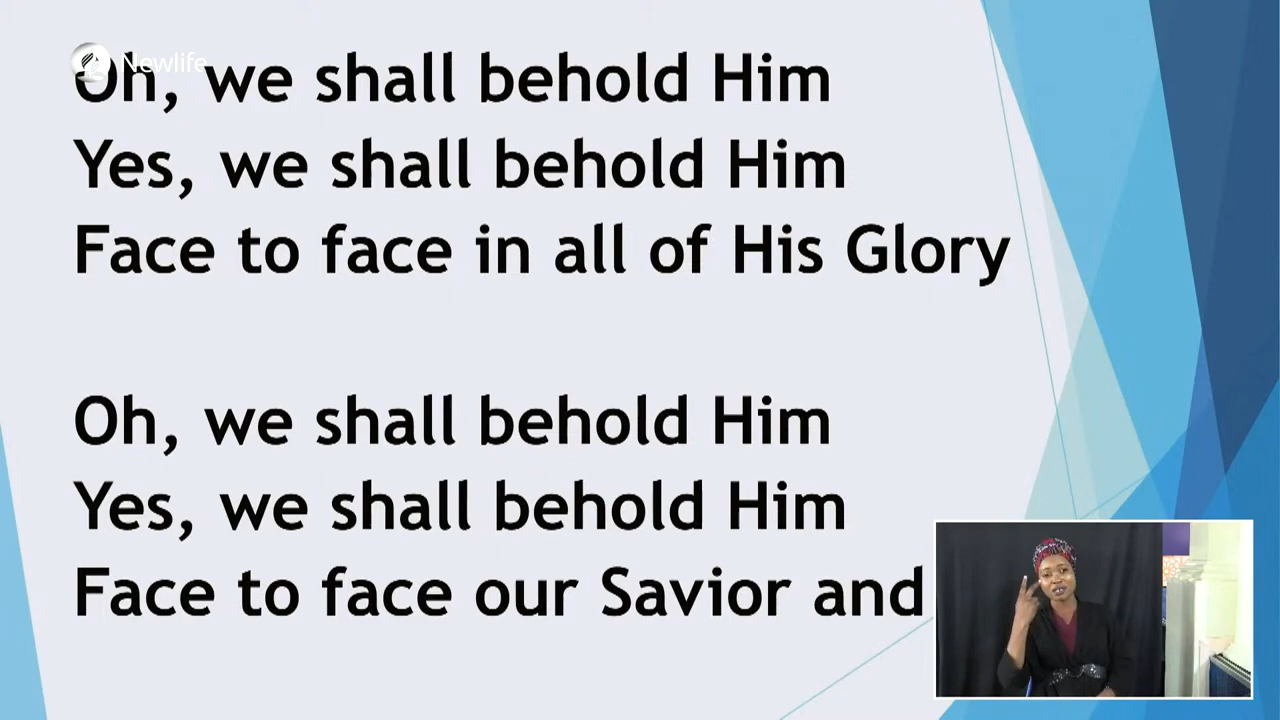 Newlife
Oh, we shall behold Him
Yes, we shall behold Him
Face to face in all of His Glory
Oh, we shall behold Him
Yes, we shall behold Him
Face to face our Savior and